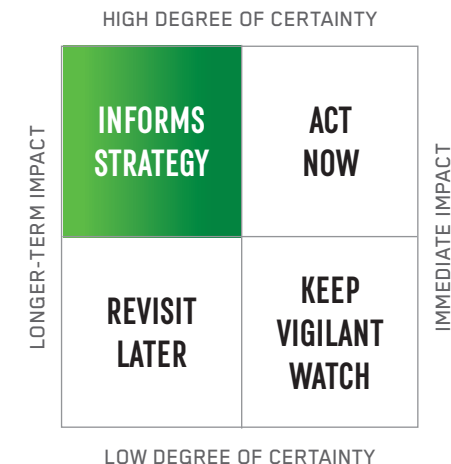 HIGH DEGREE OF CERTAINTY
LONGER-TERM IMPACT
INFORMS
STRATEGY
ACT
NOW
IMMEDIATE IMPACT
REVISIT
LATER
KEEP
VIGILANT
WATCH
LOW DEGREE OF CERTAINTY